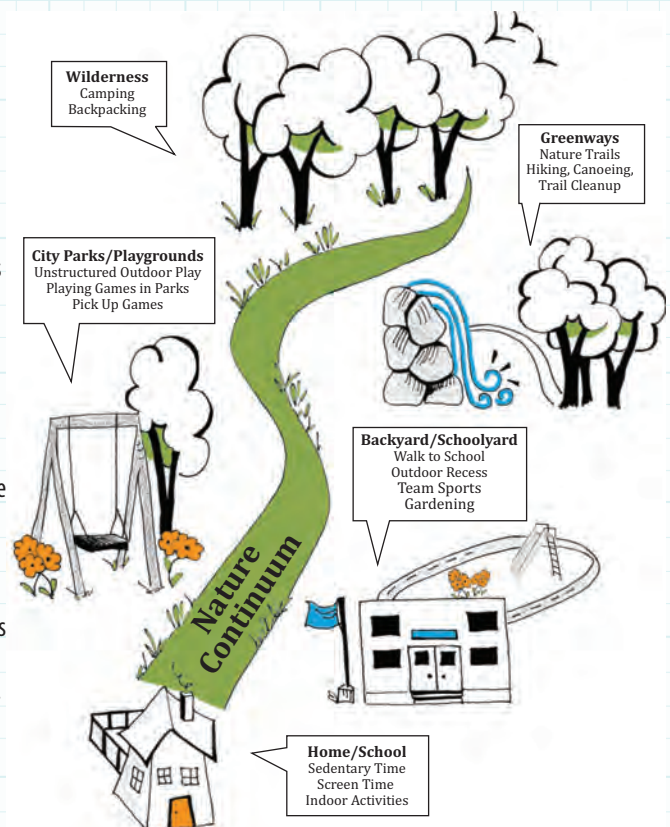 Wilderness
Camping
Backpacking
Greenways
Nature Trails
Hiking, Canoeing,
Trail Cleanup
City Parks/Playgrounds
Unstructured Outdoor Play
Playing Games in Parks
Pick Up Games
Backyard/Schoolyard
Walk to School
Outdoor Recess
Team Sports
Gardening
Nature
Continuum
Home/School
Sedentary Time
Screen Time
Indoor Activities